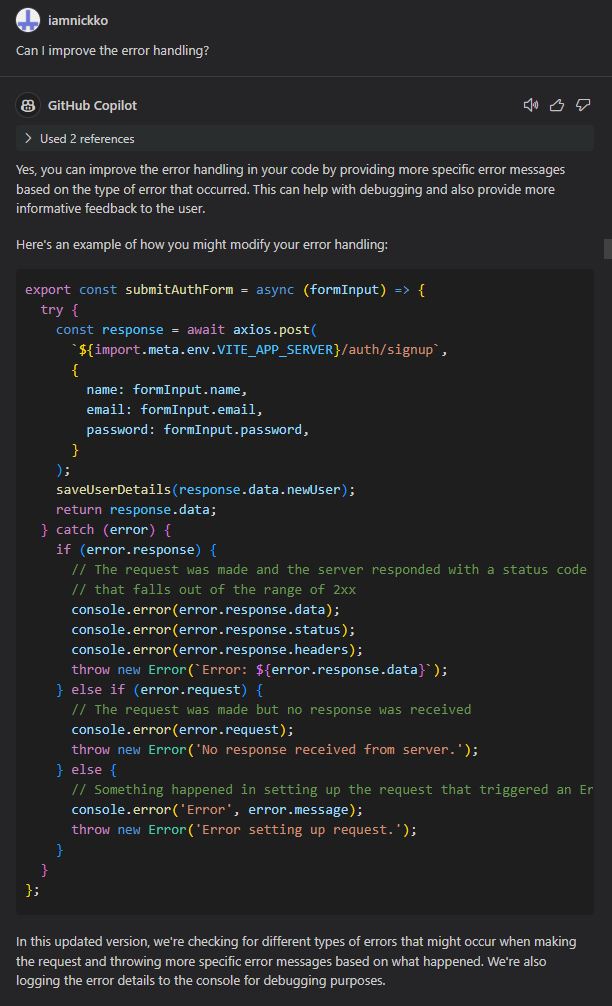 iamnickko
Can I improve the error handling?
GitHub Copilot
Used 2 references
Yes, you can improve the error handling in your code by providing more specific error messages
based on the type of error that occurred. This can help with debugging and also provide more
informative feedback to the user.
Here's an example of how you might modify your error handling:
export const submitAuthForm = async (formInput) => {
  try {
    const response = await axios.post(
      `${import.meta.env.VITE_APP_SERVER}/auth/signup`,
      {
        name: formInput.name,
        email: formInput.email,
        password: formInput.password,
      }
    );
    saveUserDetails(response.data.newUser);
    return response.data;
  } catch (error) {
    if (error.response) {
      // The request was made and the server responded with a status code
      // that falls out of the range of 2xx
      console.error(error.response.data);
      console.error(error.response.status);
      console.error(error.response.headers);
      throw new Error(`Error: ${error.response.data}`);
    } else if (error.request) {
      // The request was made but no response was received
      console.error(error.request);
      throw new Error('No response received from server.');
    } else {
      // Something happened in setting up the request that triggered an Er
      console.error('Error', error.message);
      throw new Error('Error setting up request.');
    }
  }
};
In this updated version, we're checking for different types of errors that might occur when making
the request and throwing more specific error messages based on what happened. We're also
logging the error details to the console for debugging purposes.